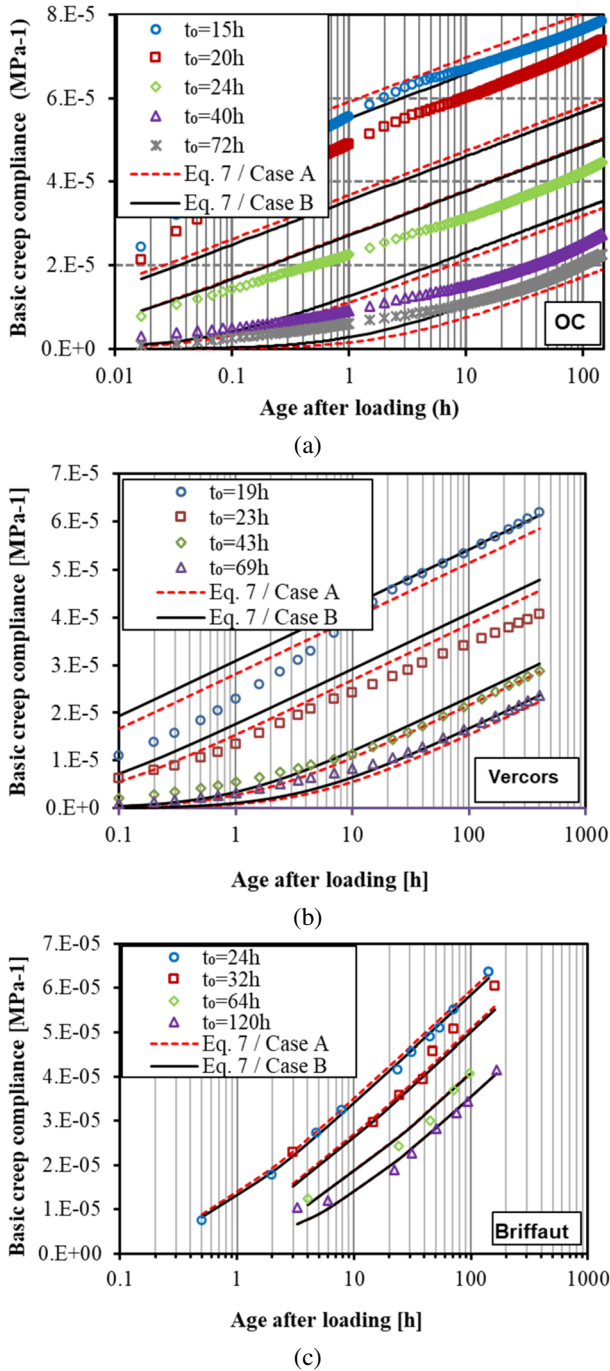 8.E-5
6.E-5
4.E-5
2.E-5
0.E+0
Basic creep compliance (MPa-1)
t₀=15h
t₀=20h
t₀=24h
t₀=40h
t₀=72h
Eq. 7 / Case A
Eq. 7 / Case B
OC
0.01 0.1 1 10 100
Age after loading (h)
(a)
7.E-5
6.E-5
5.E-5
4.E-5
3.E-5
2.E-5
1.E-5
0.E+0
Basic creep compliance [MPa-1]
t₀=19h
t₀=23h
t₀=43h
t₀=69h
Eq. 7 / Case A
Eq. 7 / Case B
Vercors
0.1 1 10 100 1000
Age after loading [h]
(b)
7.E-05
6.E-05
5.E-05
4.E-05
3.E-05
2.E-05
1.E-05
0.E+00
Basic creep compliance [MPa-1]
t₀=24h
t₀=32h
t₀=64h
t₀=120h
Eq. 7 / Case A
Eq. 7 / Case B
Briffaut
0.1 1 10 100 1000
Age after loading [h]
(c)